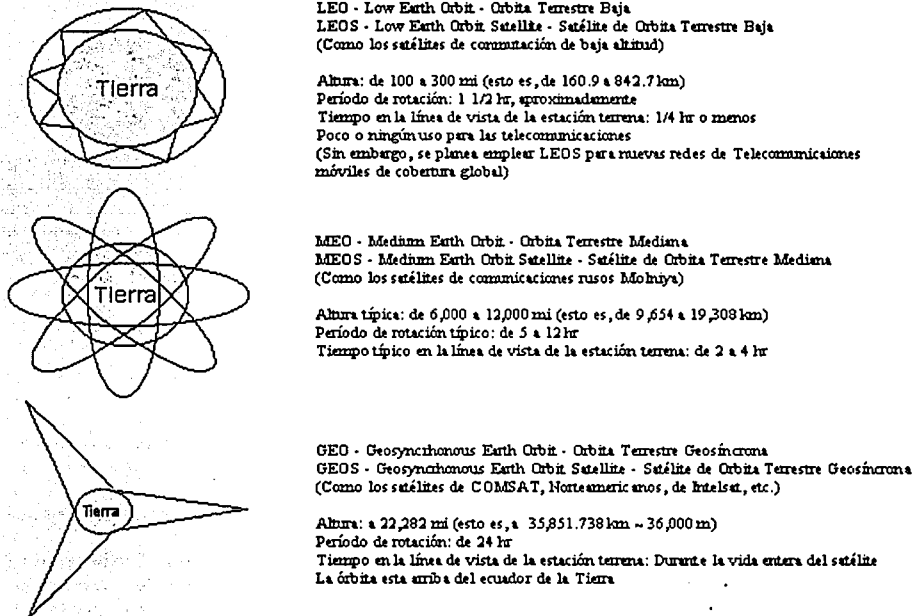 Tierra
LEO - Low Earth Orbit - Orbita Terrestre Baja
LEOS - Low Earth Orbit Satellite - Satélite de Orbita Terrestre Baja
(Como los satélites de conmutación de baja altitud)
Altura: de 100 a 300 mi (esto es, de 160.9 a 842.7 km)
Período de rotación: 1 1/2 hr, aproximadamente
Tiempo en la línea de vista de la estación terrena: 1/4 hr o menos
Poco o ningún uso para las telecomunicaciones
(Sin embargo, se planea emplear LEOS para nuevas redes de Telecomunicaiones
móviles de cobertura global)
Tierra
MEO - Medium Earth Orbit - Orbita Terrestre Mediana
MEOS - Medium Earth Orbit Satellite - Satélite de Orbita Terrestre Mediana
(Como los satélites de comunicaciones rusos Molniya)
Altura típica: de 6,000 a 12,000 mi (esto es, de 9,654 a 19,308 km)
Período de rotación típico: de 5 a 12 hr
Tiempo típico en la línea de vista de la estación terrena: de 2 a 4 hr
Tierra
GEO - Geosyncrhonous Earth Orbit - Orbita Terrestre Geosíncrona
GEOS - Geosyncrhonous Earth Orbit Satellite - Satélite de Orbita Terrestre Geosíncrona
(Como los satélites de COMSAT, Norteamericanos, de Intelsat, etc.)
Altura: a 22,282 mi (esto es, a 35,851.738 km ~ 36,000 m)
Período de rotación: de 24 hr
Tiempo en la línea de vista de la estación terrena: Durante la vida entera del satélite
La órbita esta arriba del ecuador de la Tierra